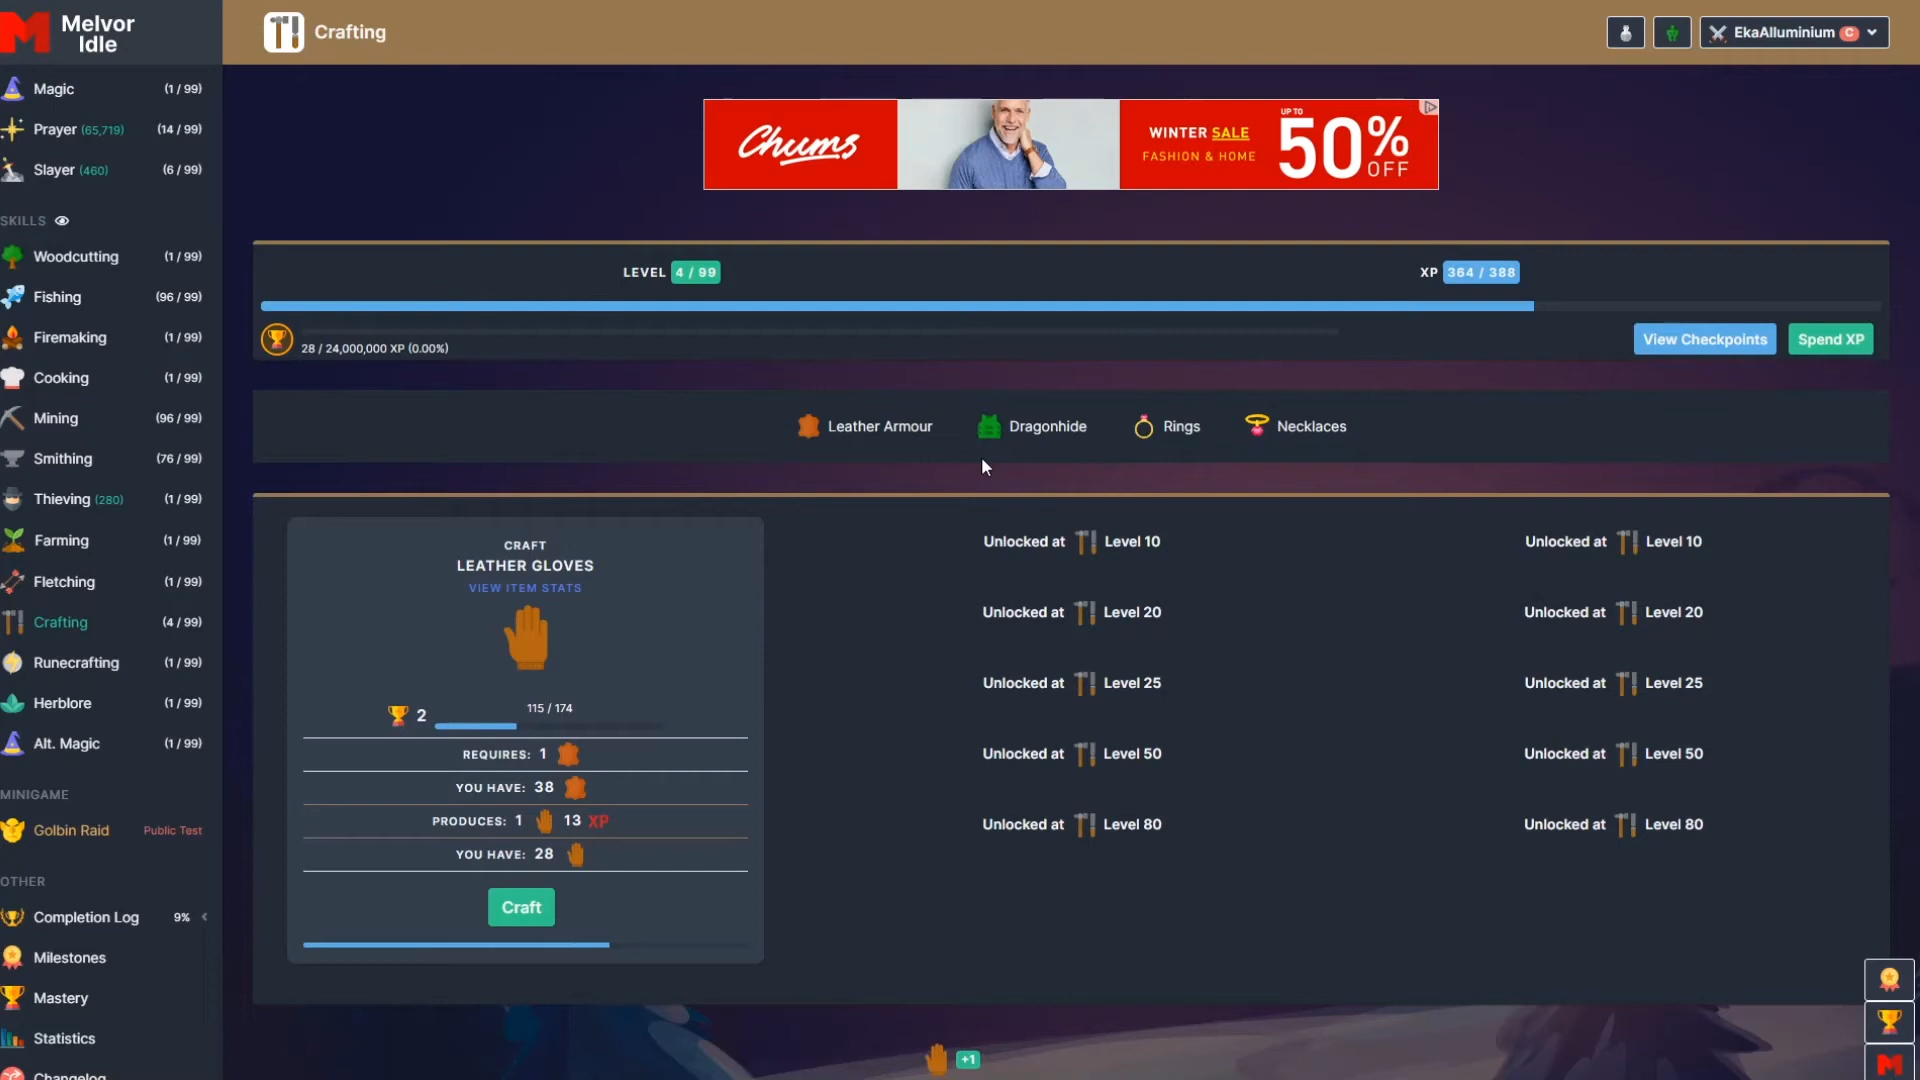 Melvor
Idle
Crafting
EkaAlluminium C
Magic (1 / 99)
Prayer (65,719) (14 / 99)
Slayer (460) (6 / 99)
SKILLS
Woodcutting (1 / 99)
Fishing (96 / 99)
Firemaking (1 / 99)
Cooking (1 / 99)
Mining (96 / 99)
Smithing (76 / 99)
Thieving (280) (1 / 99)
Farming (1 / 99)
Fletching (1 / 99)
Crafting (4 / 99)
Runecrafting (1 / 99)
Herblore (1 / 99)
Alt. Magic (1 / 99)
MINIGAME
Golbin Raid Public Test
OTHER
Completion Log 9%
Milestones
Mastery
Statistics
Changelog
Chums
WINTER SALE
FASHION & HOME
UP TO
50%
OFF
LEVEL 4 / 99
XP 364 / 388
28 / 24,000,000 XP (0.00%)
View Checkpoints
Spend XP
Leather Armour
Dragonhide
Rings
Necklaces
CRAFT
LEATHER GLOVES
VIEW ITEM STATS
2
115 / 174
REQUIRES: 1
YOU HAVE: 38
PRODUCES: 1 13 XP
YOU HAVE: 28
Craft
Unlocked at Level 10
Unlocked at Level 10
Unlocked at Level 20
Unlocked at Level 20
Unlocked at Level 25
Unlocked at Level 25
Unlocked at Level 50
Unlocked at Level 50
Unlocked at Level 80
Unlocked at Level 80
+1